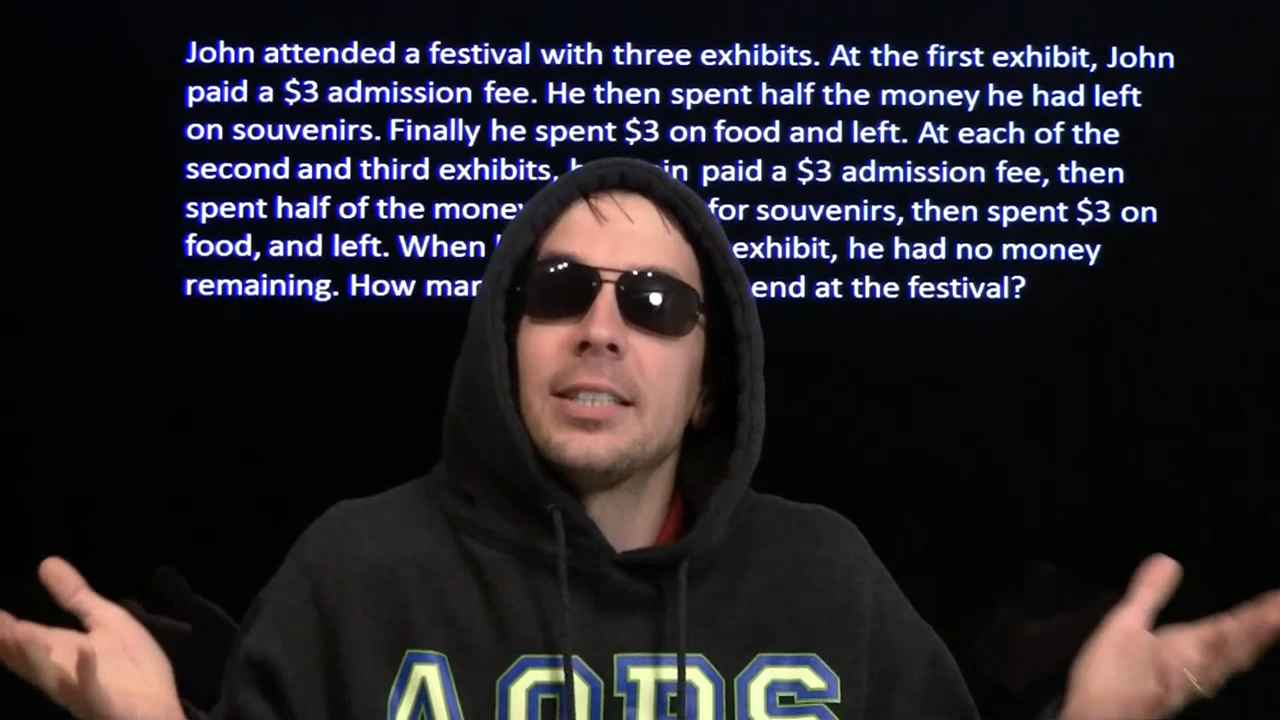 John attended a festival with three exhibits. At the first exhibit, John
paid a $3 admission fee. He then spent half the money he had left
on souvenirs. Finally he spent $3 on food and left. At each of the
second and third exhibits, paid a $3 admission fee, then
spent half of the money for souvenirs, then spent $3 on
food, and left. When exhibit, he had no money
remaining. How end at the festival?
AOPS